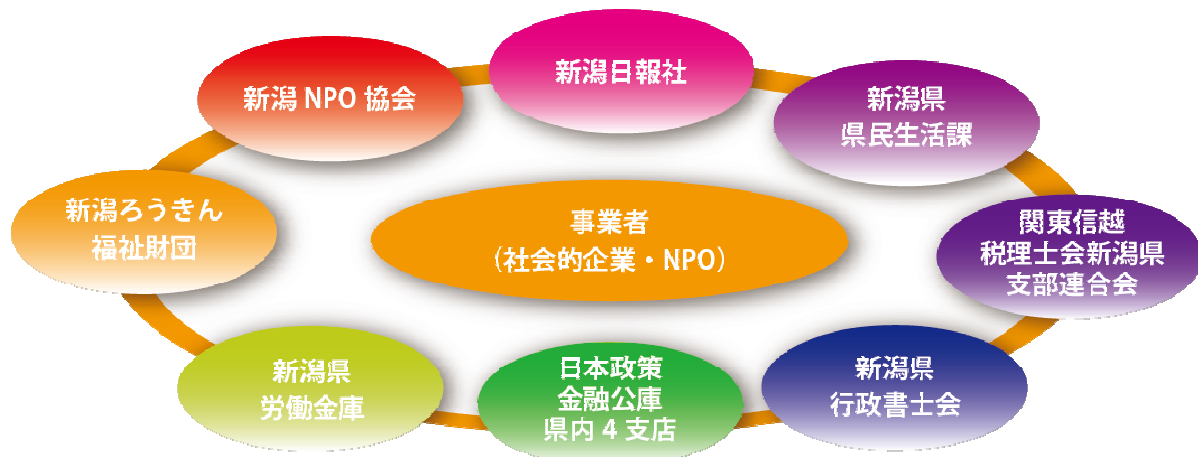 新潟日報社
新潟 NPO 協会
新潟県
県民生活課
新潟ろうきん
福祉財団
事業者
（社会的企業・NPO）
関東信越
税理士会新潟県
支部連合会
新潟県
労働金庫
日本政策
金融公庫
県内 4 支店
新潟県
行政書士会